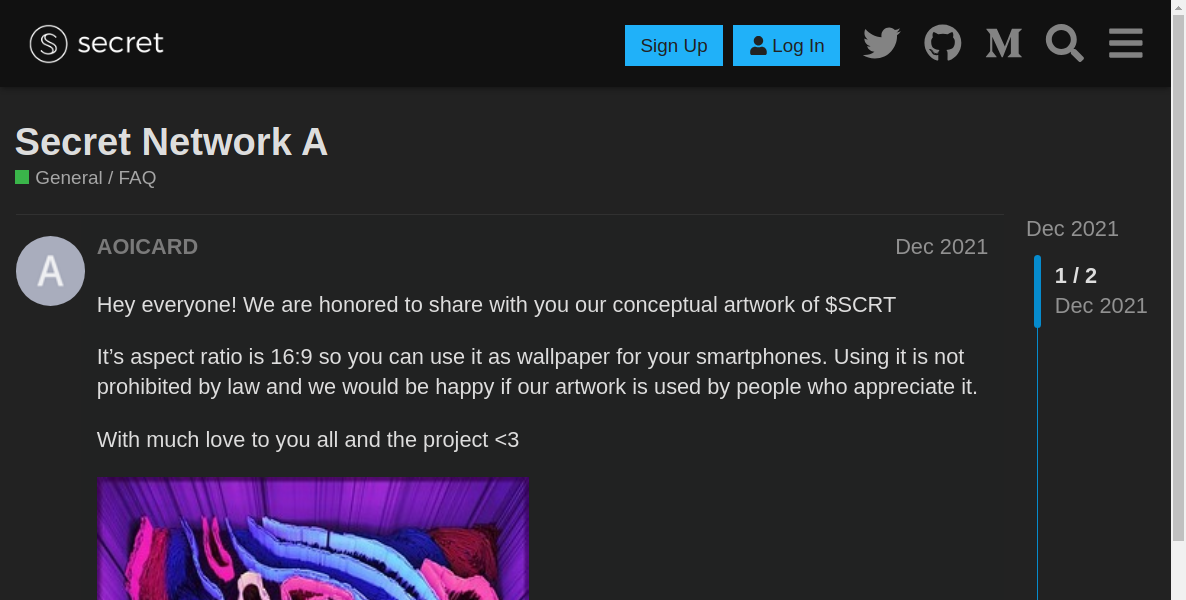 secret
Sign Up
Log In
Secret Network A
General / FAQ
AOICARD
Dec 2021
Hey everyone! We are honored to share with you our conceptual artwork of $SCRT
It’s aspect ratio is 16:9 so you can use it as wallpaper for your smartphones. Using it is not
prohibited by law and we would be happy if our artwork is used by people who appreciate it.
With much love to you all and the project <3
Dec 2021
1 / 2
Dec 2021
A